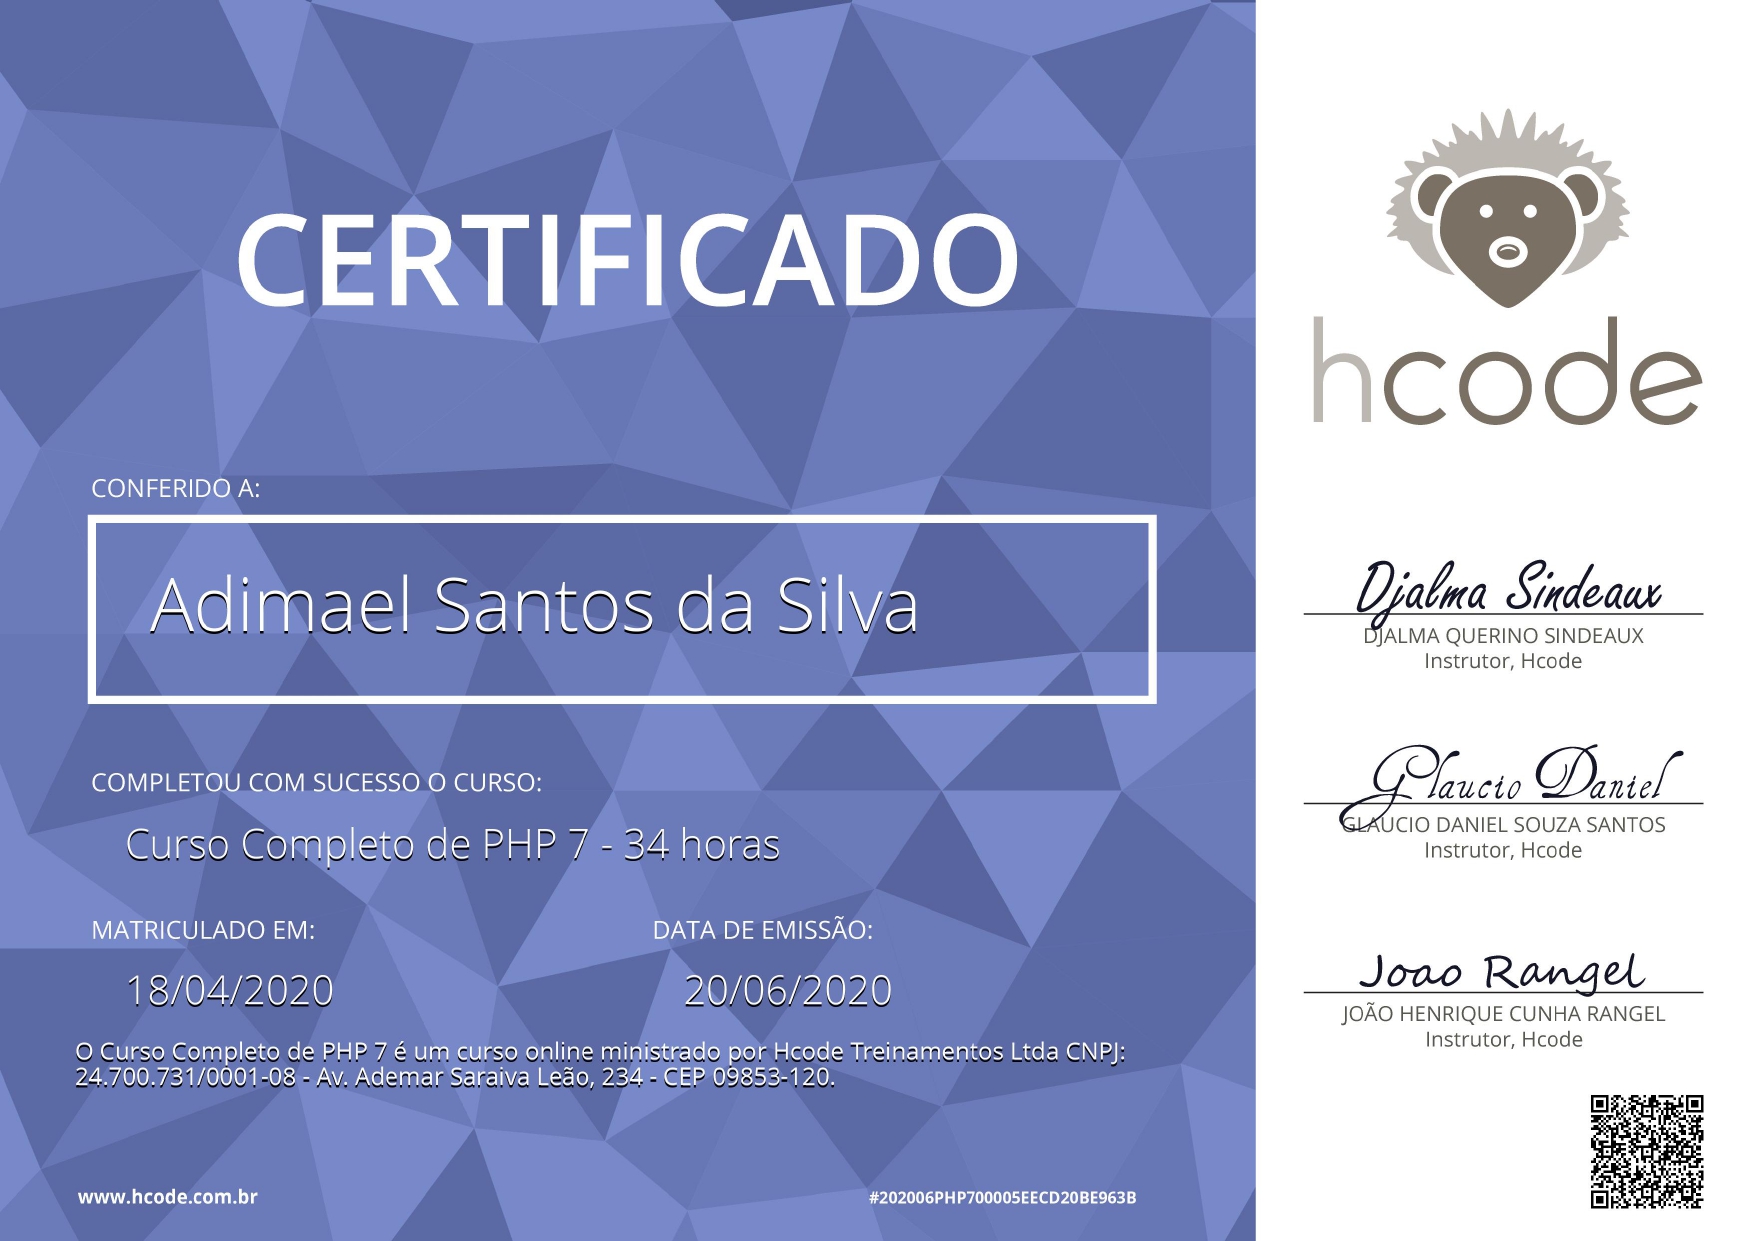 CERTIFICADO
CONFERIDO A:
Adimael Santos da Silva
COMPLETOU COM SUCESSO O CURSO:
Curso Completo de PHP 7 - 34 horas
MATRICULADO EM:
18/04/2020
DATA DE EMISSÃO:
20/06/2020
O Curso Completo de PHP 7 é um curso online ministrado por Hcode Treinamentos Ltda CNPJ:
24.700.731/0001-08 - Av. Ademar Saraiva Leão, 234 - CEP 09853-120.
www.hcode.com.br
#202006PHP700005EECD20BE963B
hcode
Djalma Sindeaux
DJALMA QUERINO SINDEAUX
Instrutor, Hcode
Glaucio Daniel
GLAUCIO DANIEL SOUZA SANTOS
Instrutor, Hcode
Joao Rangel
JOÃO HENRIQUE CUNHA RANGEL
Instrutor, Hcode